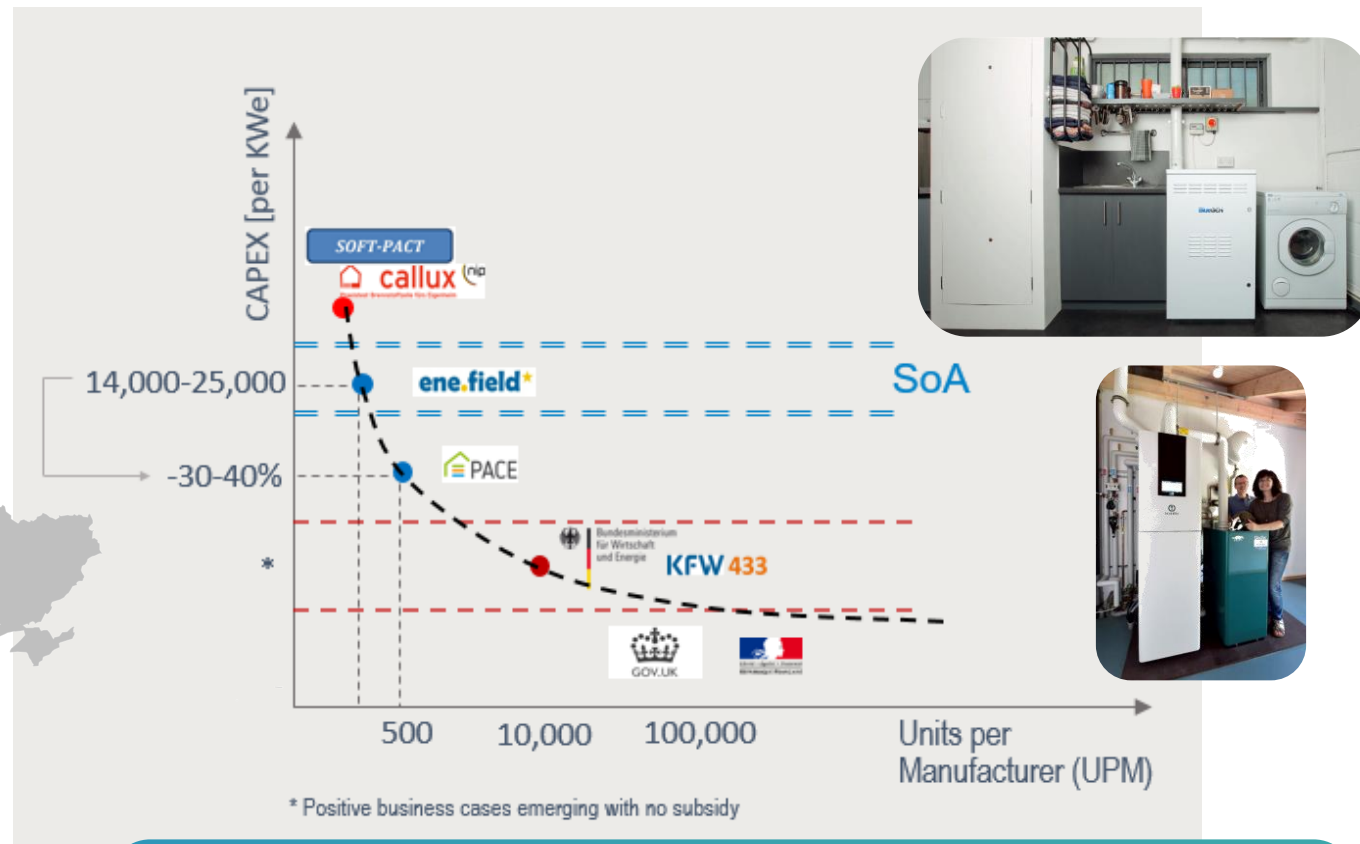 CAPEX [per KWe]
SOFT-PACT
callux nip
SoA
14,000-25,000
ene.field
PACE
-30-40%
Bundesministerium
für Wirtschaft
und Energie
KFW 433
*
GOV.UK
500
10,000
100,000
Units per
Manufacturer (UPM)
* Positive business cases emerging with no subsidy